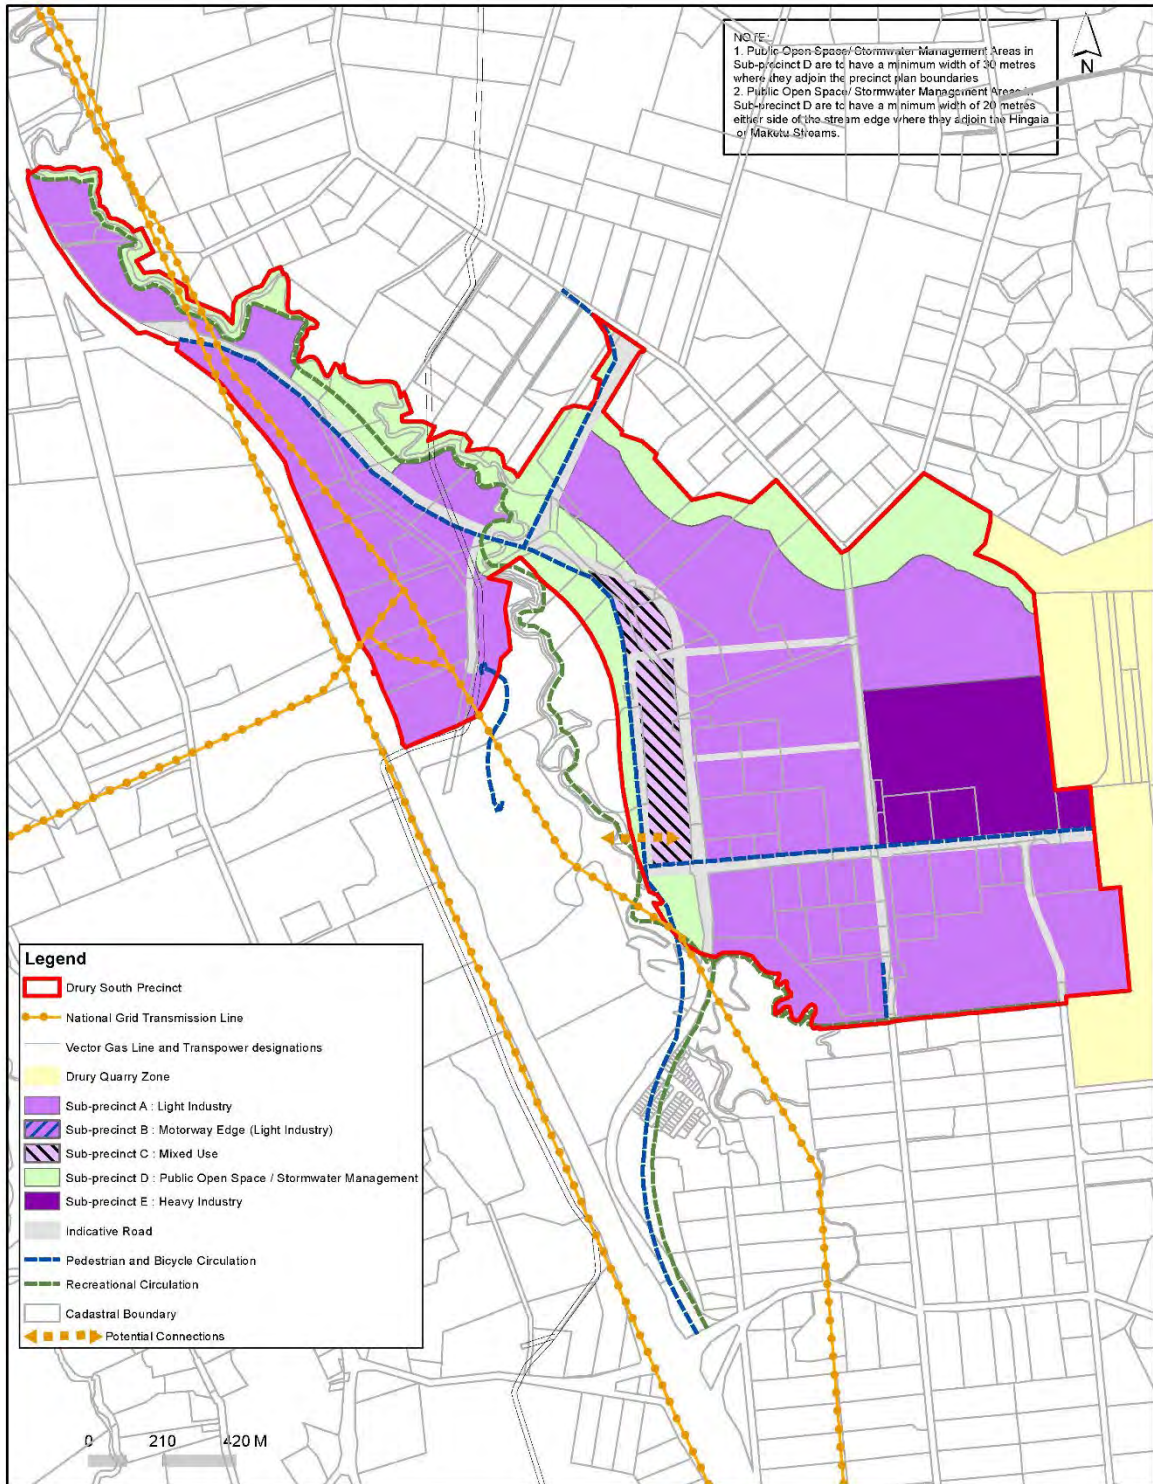 NOTE:
1. Public Open Space/ Stormwater Management Areas in
Sub-precinct D are to have a minimum width of 30 metres
where they adjoin the precinct plan boundaries
2. Public Open Space/ Stormwater Management Areas in
Sub-precinct D are to have a minimum width of 20 metres
either side of the stream edge where they adjoin the Hingaia
or Maketu Streams.
N
Legend
Drury South Precinct
National Grid Transmission Line
Vector Gas Line and Transpower designations
Drury Quarry Zone
Sub-precinct A : Light Industry
Sub-precinct B : Motorway Edge (Light Industry)
Sub-precinct C : Mixed Use
Sub-precinct D : Public Open Space / Stormwater Management
Sub-precinct E : Heavy Industry
Indicative Road
Pedestrian and Bicycle Circulation
Recreational Circulation
Cadastral Boundary
Potential Connections
0 210 420 M